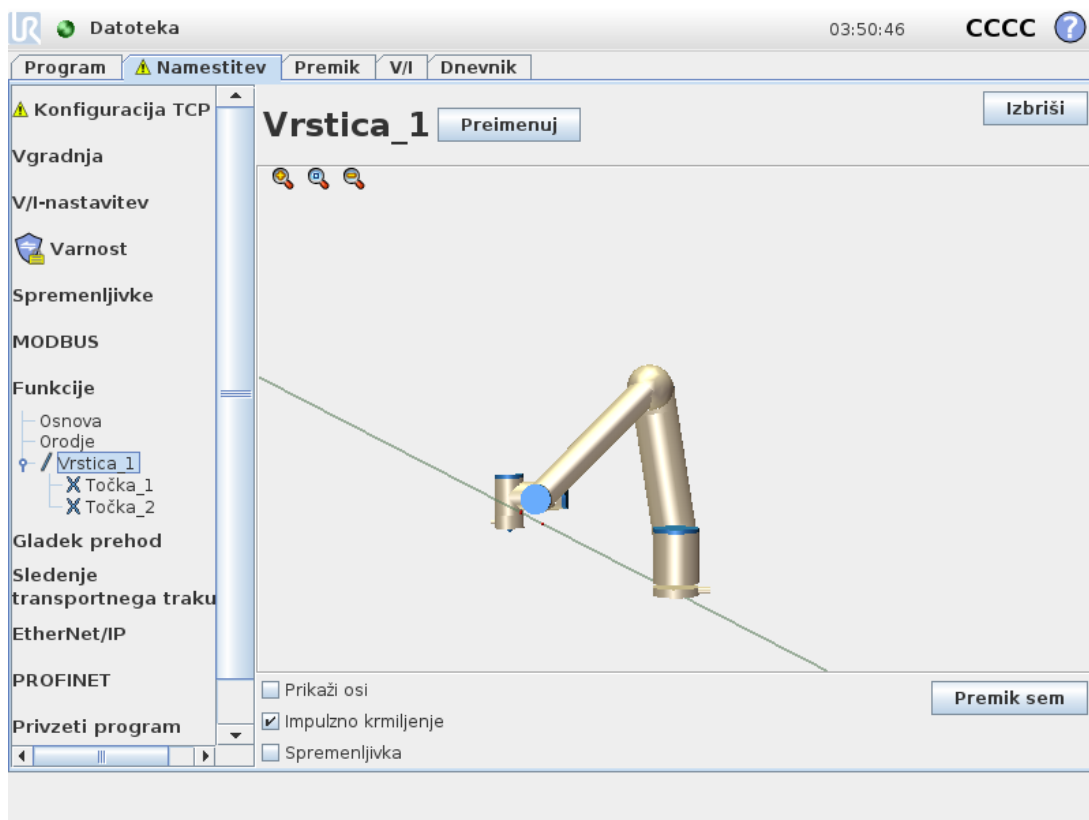 UR Datoteka 03:50:46 CCCC ?
Program Namestitev Premik V/I Dnevnik
Konfiguracija TCP
Vgradnja
V/I-nastavitev
Varnost
Spremenljivke
MODBUS
Funkcije
Osnova
Orodje
Vrstica_1
Točka_1
Točka_2
Gladek prehod
Sledenje
transportnega traku
EtherNet/IP
PROFINET
Privzeti program
Vrstica_1 Preimenuj Izbriši
Prikaži osi
Impulzno krmiljenje
Spremenljivka
Premik sem